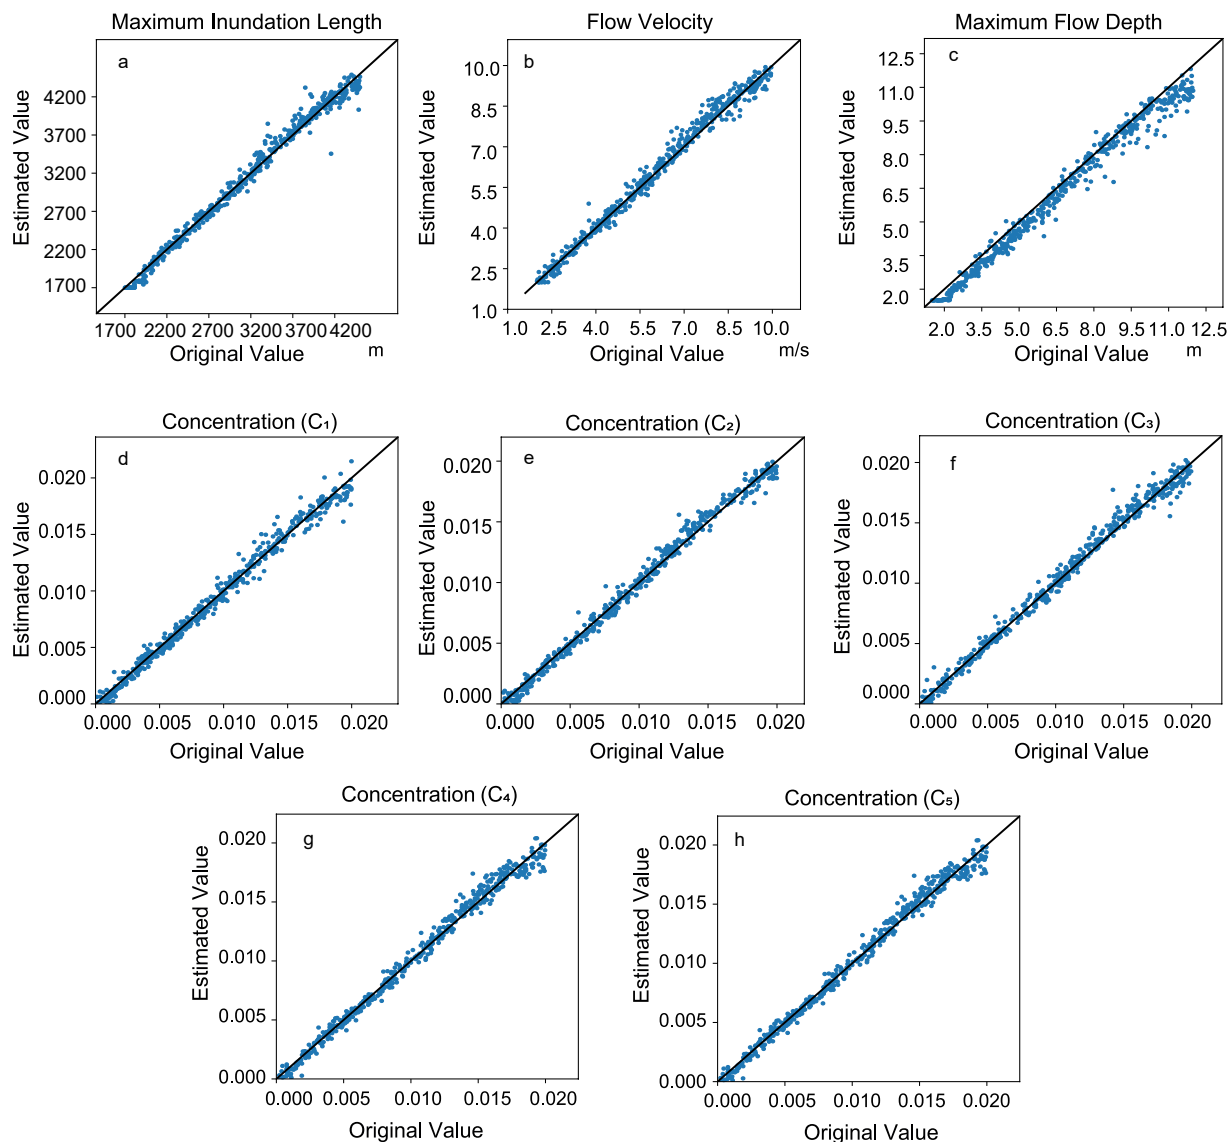 Maximum Inundation Length
a
Estimated Value
4200
3700
3200
2700
2200
1700
1700 2200 2700 3200 3700 4200
Original Value
m
Flow Velocity
b
Estimated Value
10.0
8.5
7.0
5.5
4.0
2.5
1.0
1.0 2.5 4.0 5.5 7.0 8.5 10.0
Original Value
m/s
Maximum Flow Depth
c
Estimated Value
12.5
11.0
9.5
8.0
6.5
5.0
3.5
2.0
2.0 3.5 5.0 6.5 8.0 9.5 11.0 12.5
Original Value
m
Concentration (C₁)
d
Estimated Value
0.020
0.015
0.010
0.005
0.000
0.000 0.005 0.010 0.015 0.020
Original Value
Concentration (C₂)
e
Estimated Value
0.020
0.015
0.010
0.005
0.000
0.000 0.005 0.010 0.015 0.020
Original Value
Concentration (C₃)
f
Estimated Value
0.020
0.015
0.010
0.005
0.000
0.000 0.005 0.010 0.015 0.020
Original Value
Concentration (C₄)
g
Estimated Value
0.020
0.015
0.010
0.005
0.000
0.000 0.005 0.010 0.015 0.020
Original Value
Concentration (C₅)
h
Estimated Value
0.020
0.015
0.010
0.005
0.000
0.000 0.005 0.010 0.015 0.020
Original Value